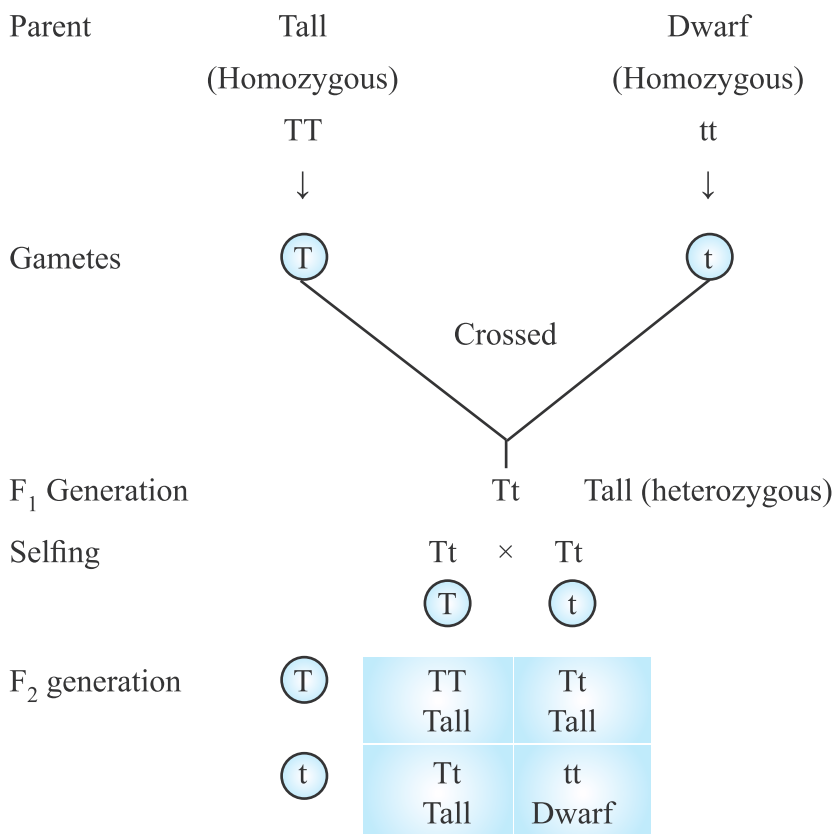 Parent Tall Dwarf
(Homozygous) (Homozygous)
TT tt
↓ ↓
Gametes T t
Crossed
F₁ Generation Tt Tall (heterozygous)
Selfing Tt × Tt
T t
F₂ generation T TT Tt
Tall Tall
t Tt tt
Tall Dwarf